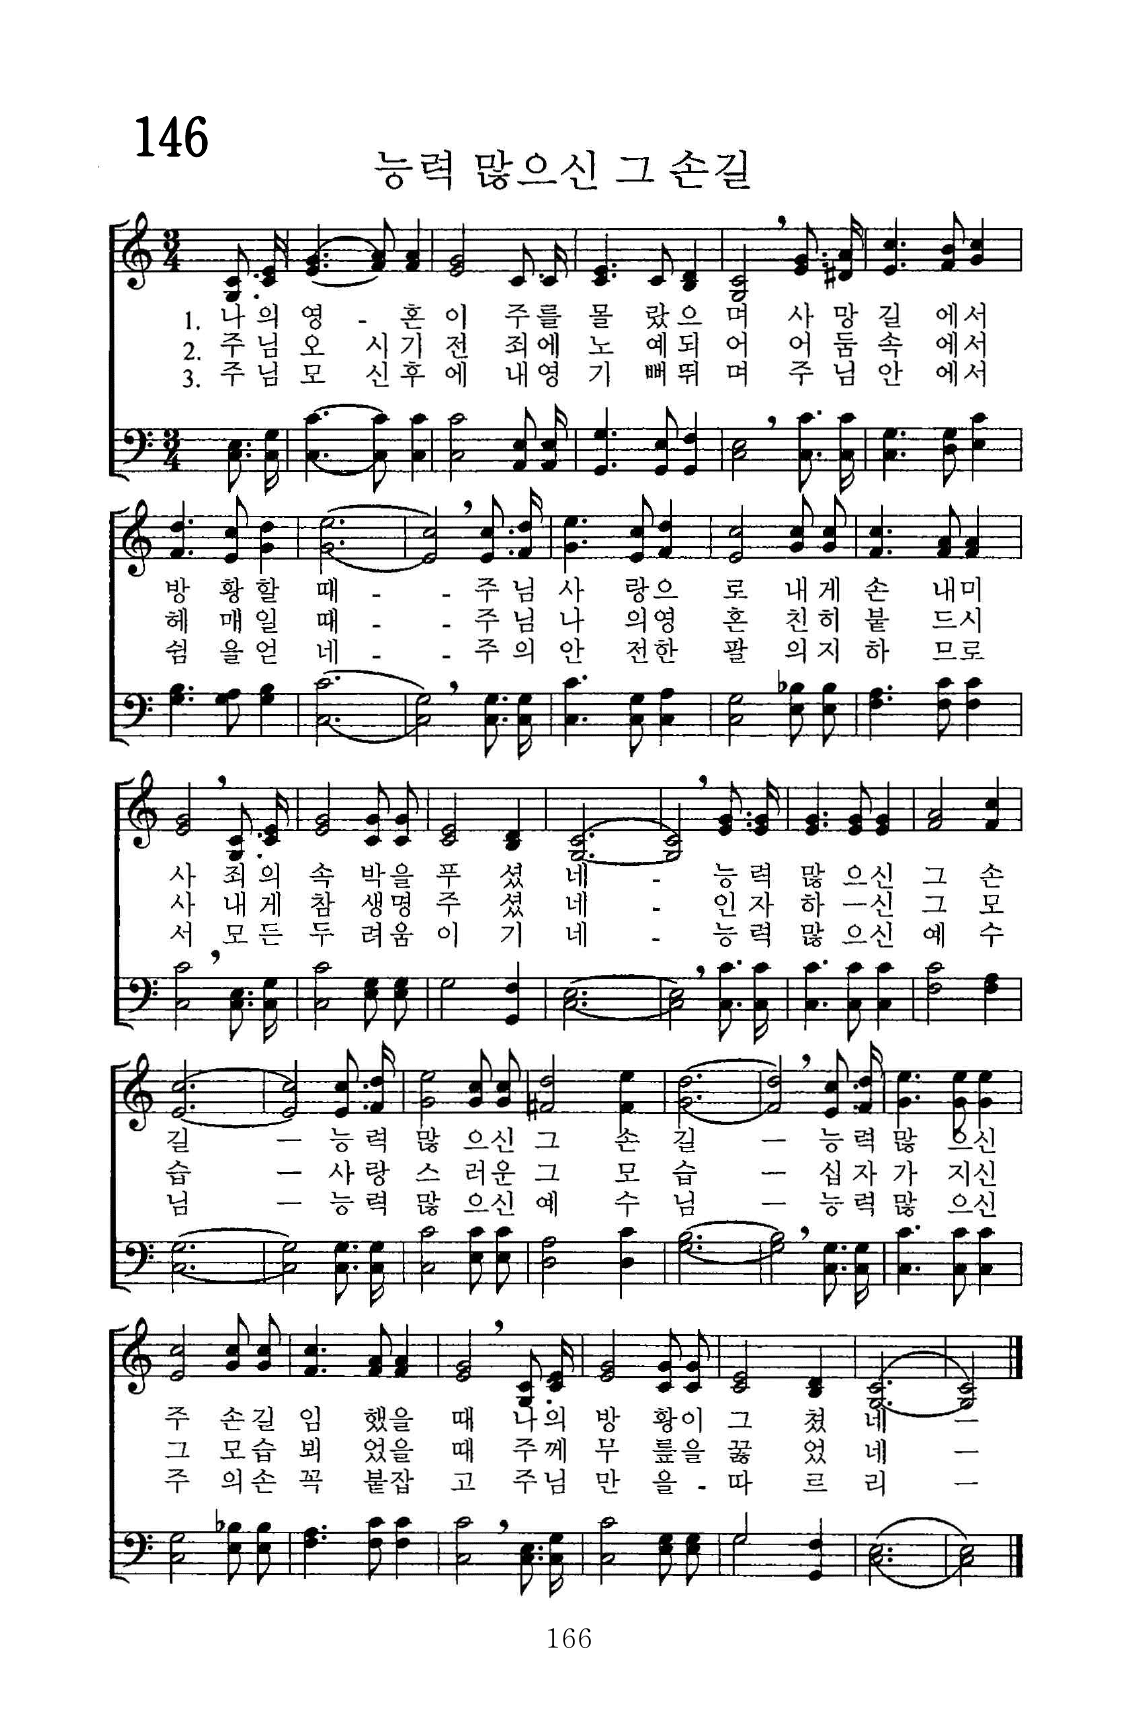 146
능력 많으신 그 손길
1. 나의 영 - 혼이 주를 몰랐으며 사망길에서
2. 주님 오시기전 죄에 노예되어 어둠속에서
3. 주님 모신후에 내영 기뻐뛰며 주님안에서
방황할 때 - - 주님 사랑으로 내게 손 내미
헤매일 때 - - 주님 나의영혼 친히 붙드시
쉼을얻네 - - 주의 안전한 팔 의지하 므로
사 죄의 속박을 푸셨네 - 능력 많으신 그 손
사 내게 참 생명 주셨네 - 인자하ㅡ신 그 모
서 모든 두려움 이기네 - 능력 많으신 예수
길 ㅡ 능력 많으신 그 손길 ㅡ 능력 많으신
습 ㅡ 사랑스러운 그 모습 ㅡ 십자가 지신
님 ㅡ 능력 많으신 예수님 ㅡ 능력 많으신
주 손길 임했을 때 나의 방황이 그쳤네 ㅡ
그 모습 뵈었을 때 주께 무릎을 꿇었네 ㅡ
주의손 꼭 붙잡고 주님만을 - 따르리 ㅡ
166